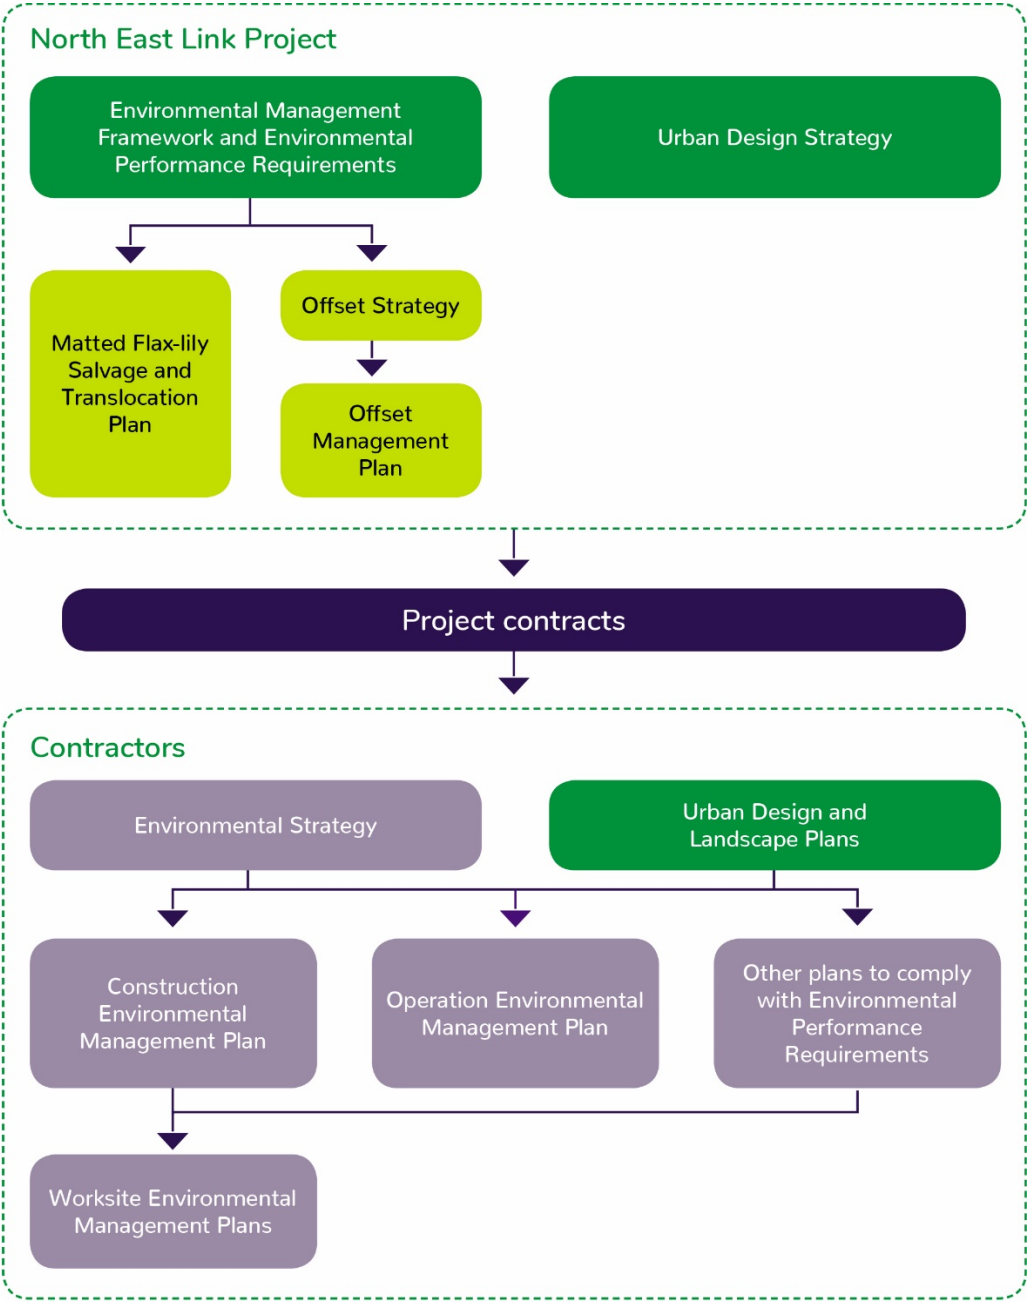 North East Link Project
Environmental Management
Framework and Environmental
Performance Requirements
Urban Design Strategy
Matted Flax-lily
Salvage and
Translocation
Plan
Offset Strategy
Offset
Management
Plan
Project contracts
Contractors
Environmental Strategy
Urban Design and
Landscape Plans
Construction
Environmental
Management Plan
Operation Environmental
Management Plan
Other plans to comply
with Environmental
Performance
Requirements
Worksite Environmental
Management Plans